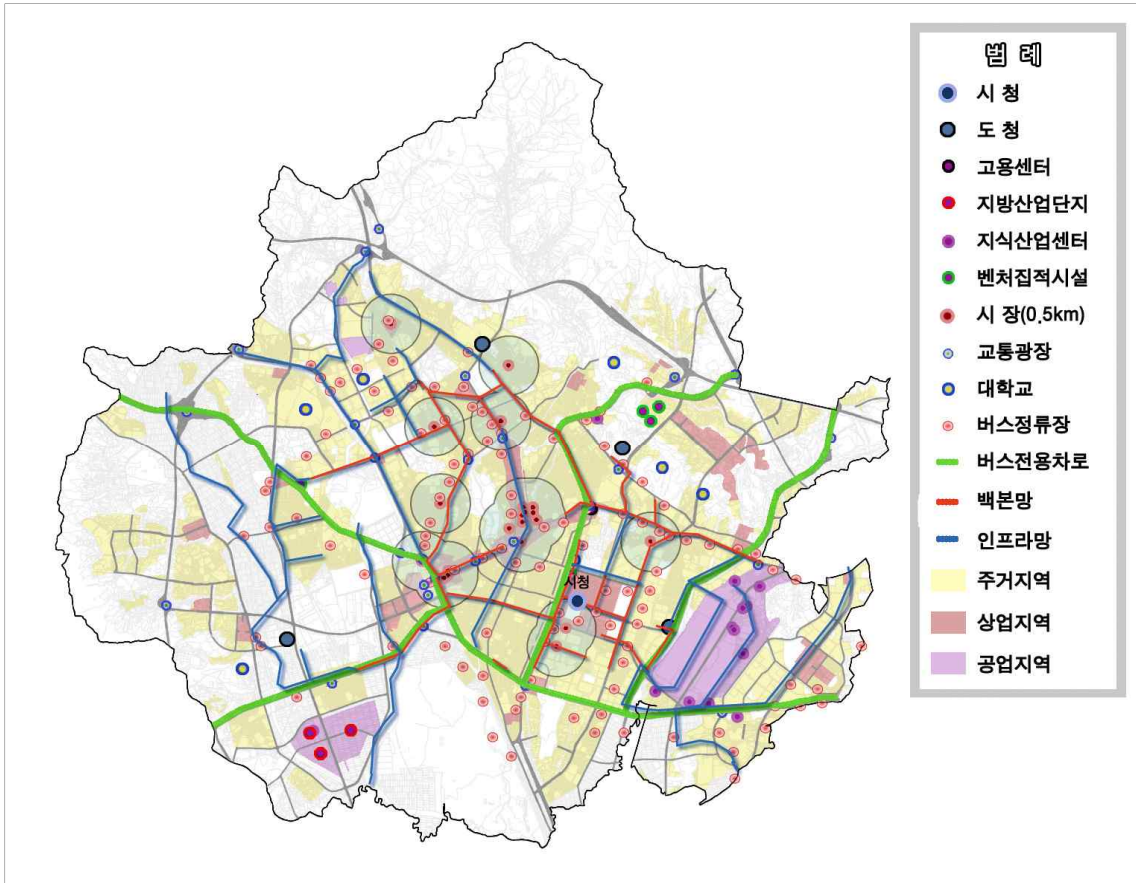 시청
범 례
시 청
도 청
고용센터
지방산업단지
지식산업센터
벤처집적시설
시 장(0.5km)
교통광장
대학교
버스정류장
버스전용차로
백본망
인프라망
주거지역
상업지역
공업지역